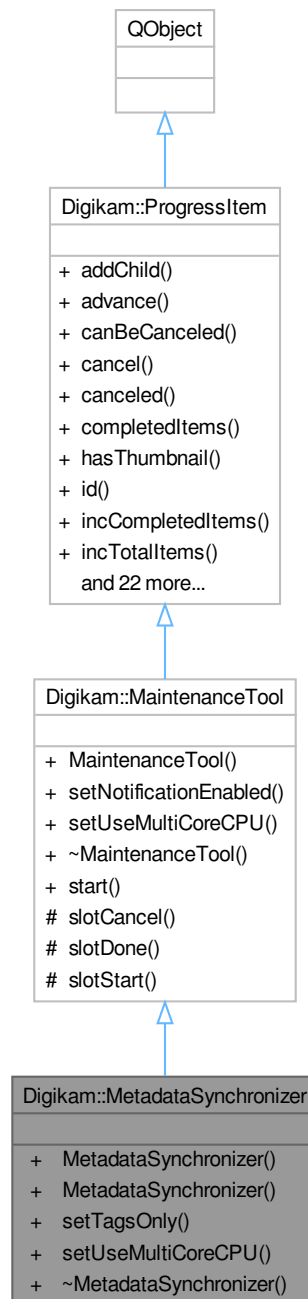 QObject
Digikam::ProgressItem
+ addChild()
+ advance()
+ canBeCanceled()
+ cancel()
+ canceled()
+ completedItems()
+ hasThumbnail()
+ id()
+ incCompletedItems()
+ incTotalItems()
and 22 more...
Digikam::MaintenanceTool
+ MaintenanceTool()
+ setNotificationEnabled()
+ setUseMultiCoreCPU()
+ ~MaintenanceTool()
+ start()
# slotCancel()
# slotDone()
# slotStart()
Digikam::MetadataSynchronizer
+ MetadataSynchronizer()
+ MetadataSynchronizer()
+ setTagsOnly()
+ setUseMultiCoreCPU()
+ ~MetadataSynchronizer()